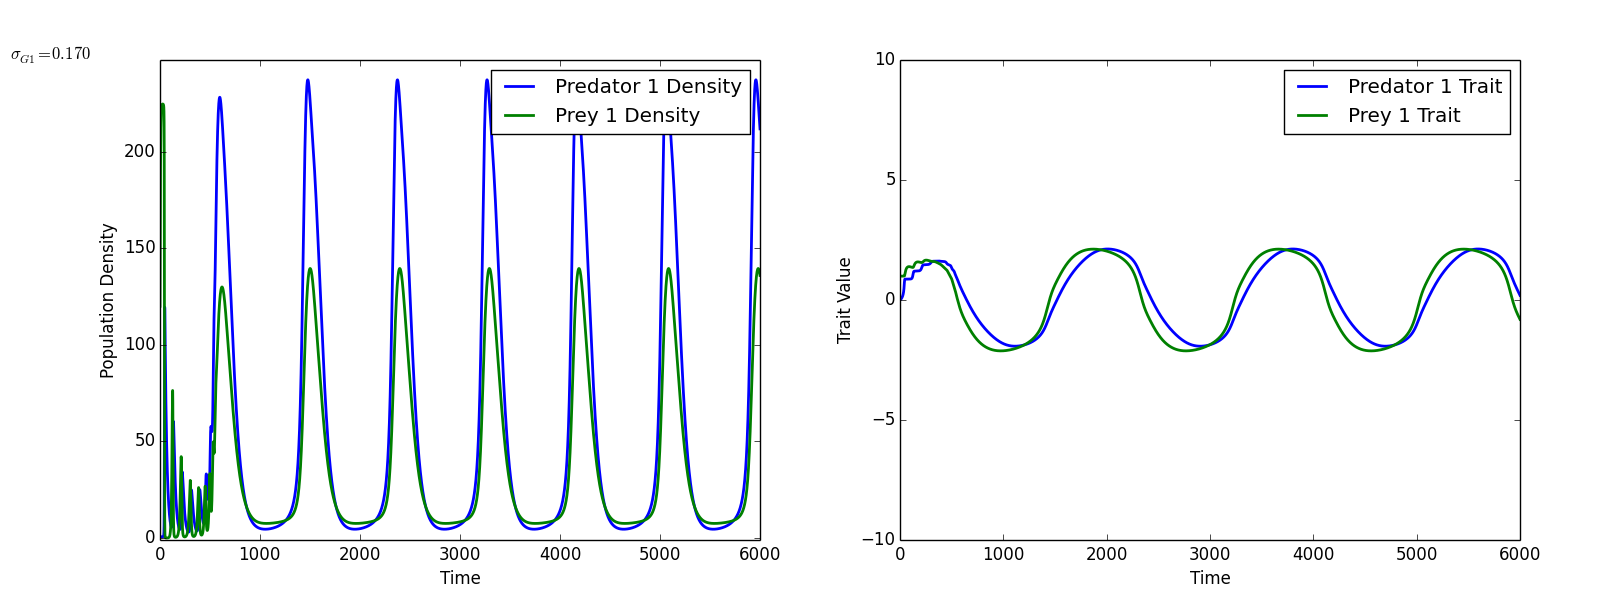 σG1=0.170
Predator 1 Density
Prey 1 Density
200
150
100
50
0
Population Density
0 1000 2000 3000 4000 5000 6000
Time
Predator 1 Trait
Prey 1 Trait
10
5
0
−5
−10
Trait Value
0 1000 2000 3000 4000 5000 6000
Time